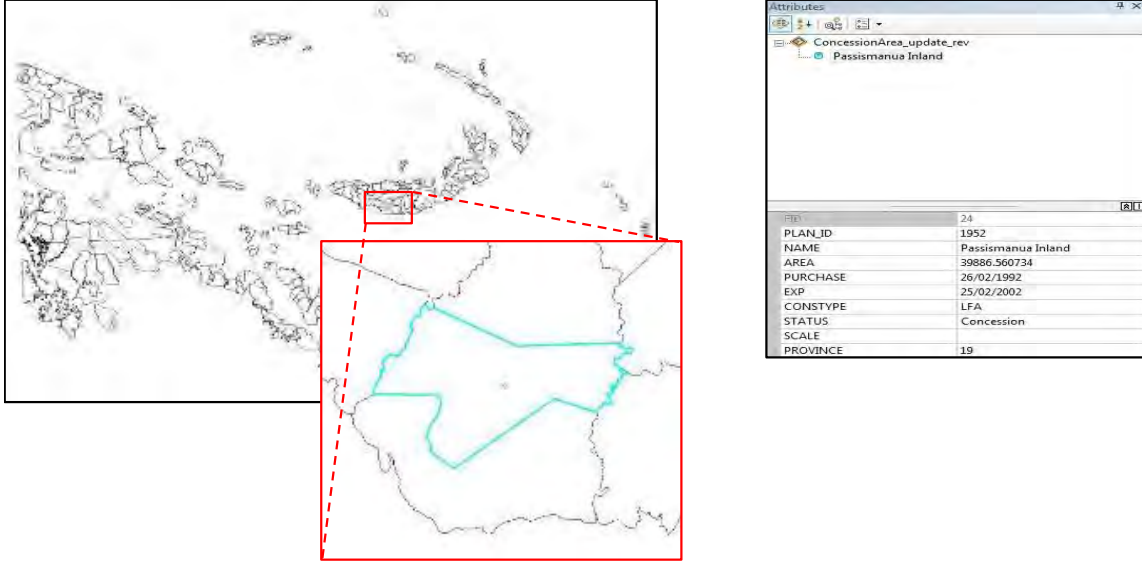 Attributes
ConcessionArea_update_rev
Passismanua Inland
FID 24
PLAN_ID 1952
NAME Passismanua Inland
AREA 39886.560734
PURCHASE 26/02/1992
EXP 25/02/2002
CONSTYPE LFA
STATUS Concession
SCALE
PROVINCE 19